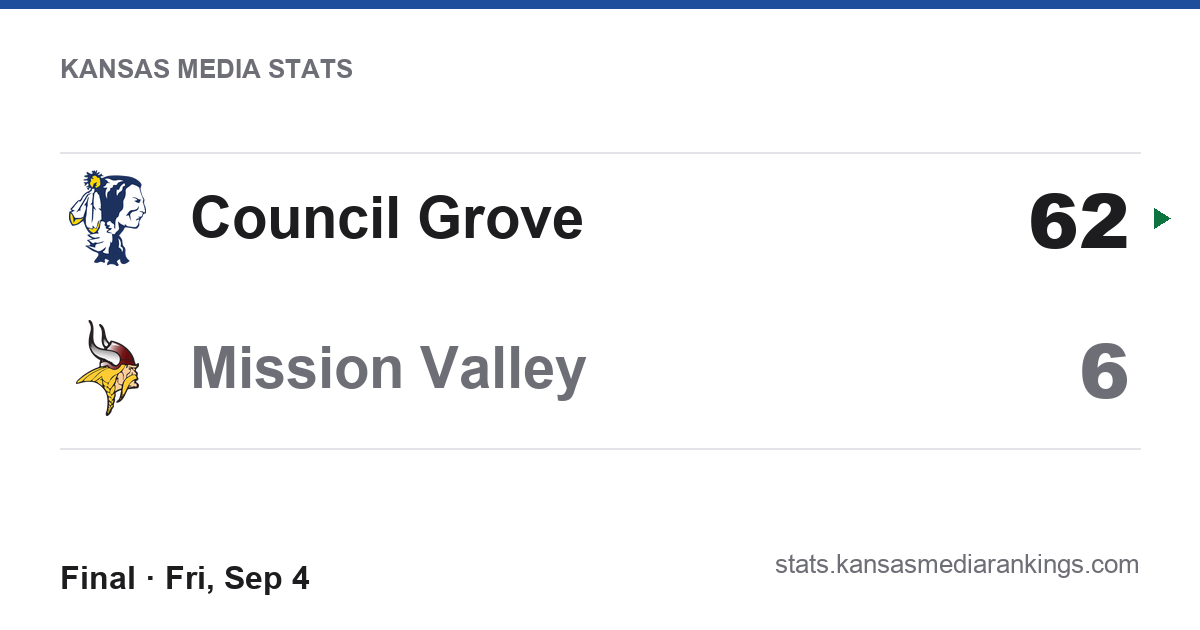 KANSAS MEDIA STATS
Council Grove 62
Mission Valley 6
Final · Fri, Sep 4
stats.kansasmediarankings.com